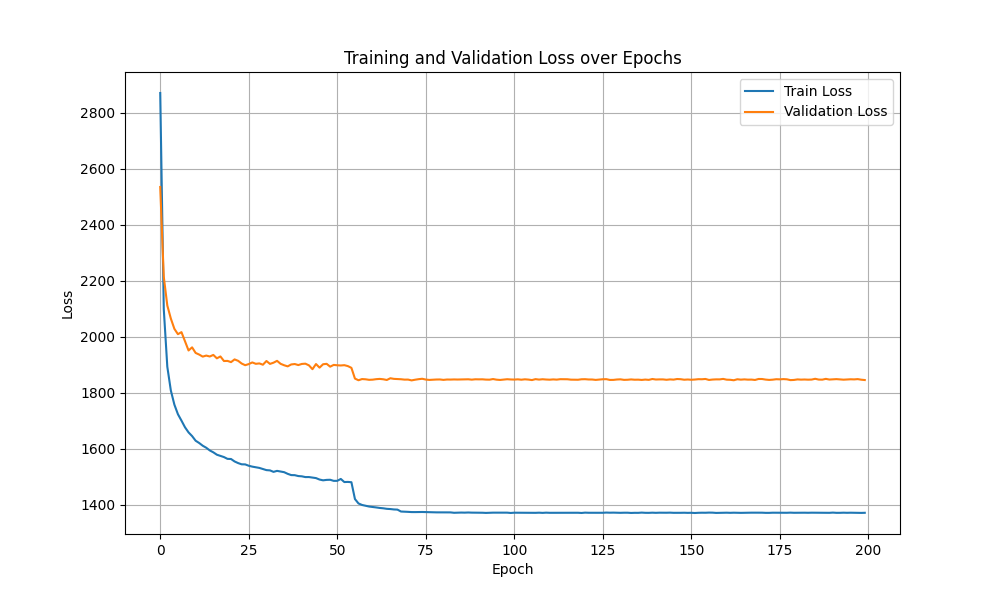 Training and Validation Loss over Epochs
Train Loss
Validation Loss
2800
2600
2400
2200
2000
1800
1600
1400
Loss
0 25 50 75 100 125 150 175 200
Epoch